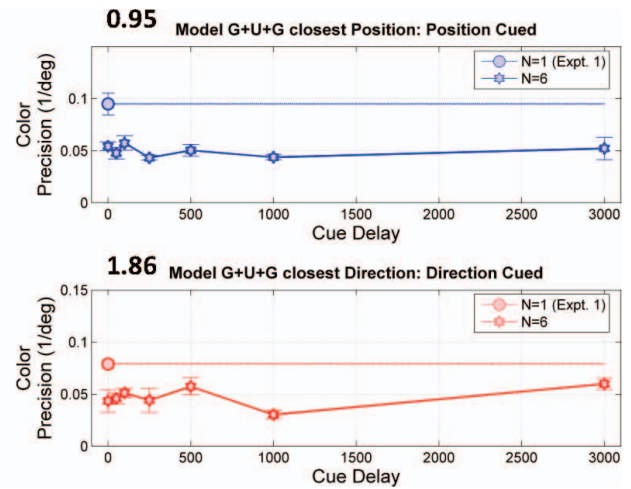 0.95 Model G+U+G closest Position: Position Cued
0.15
0.1
0.05
0
Color
Precision (1/deg)
N=1 (Expt. 1)
N=6
0 500 1000 1500 2000 2500 3000
Cue Delay
1.86 Model G+U+G closest Direction: Direction Cued
0.15
0.1
0.05
0
Color
Precision (1/deg)
N=1 (Expt. 1)
N=6
0 500 1000 1500 2000 2500 3000
Cue Delay